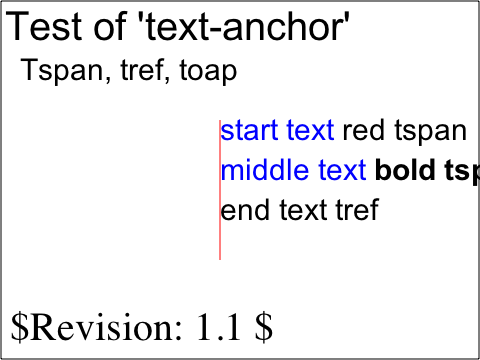 Test of 'text-anchor'
Tspan, tref, toap
start text red tspan
middle text bold tsp
end text tref
$Revision: 1.1 $